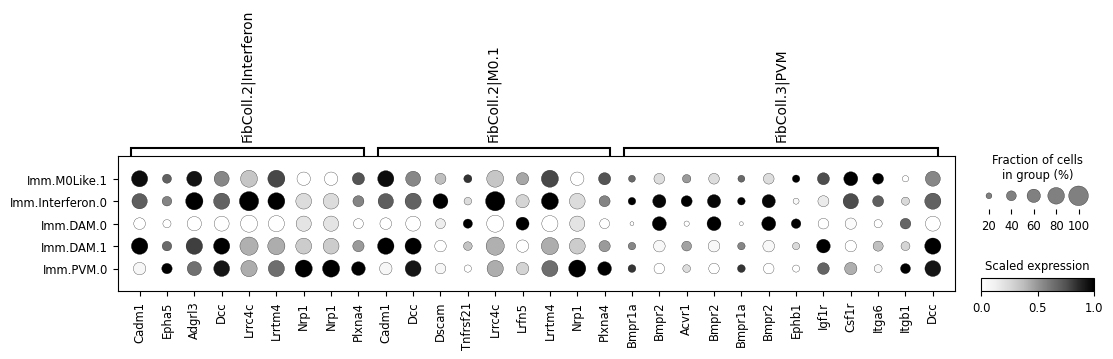 FibColl.2|Interferon
FibColl.2|M0.1
FibColl.3|PVM
Imm.M0Like.1
Imm.Interferon.0
Imm.DAM.0
Imm.DAM.1
Imm.PVM.0
Cadm1
Epha5
Adgrl3
Dcc
Lrrc4c
Lrrtm4
Nrp1
Nrp1
Plxna4
Cadm1
Dcc
Dscam
Tnfrsf21
Lrrc4c
Lrfn5
Lrrtm4
Nrp1
Plxna4
Bmpr1a
Bmpr2
Acvr1
Bmpr2
Bmpr1a
Bmpr2
Ephb1
Igf1r
Csf1r
Itga6
Itgb1
Dcc
Fraction of cells
in group (%)
20 40 60 80 100
Scaled expression
0.0 0.5 1.0